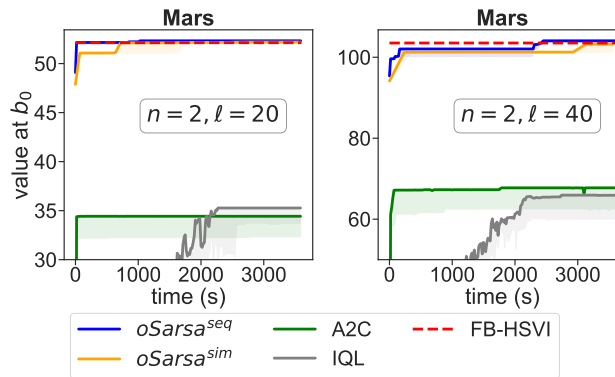 Mars
Mars
value at b₀
50
45
40
35
30
n = 2, ℓ = 20
0
1000
2000
3000
time (s)
100
80
60
n = 2, ℓ = 40
0
1000
2000
3000
time (s)
oSarsa^seq
A2C
FB-HSVI
oSarsa^sim
IQL